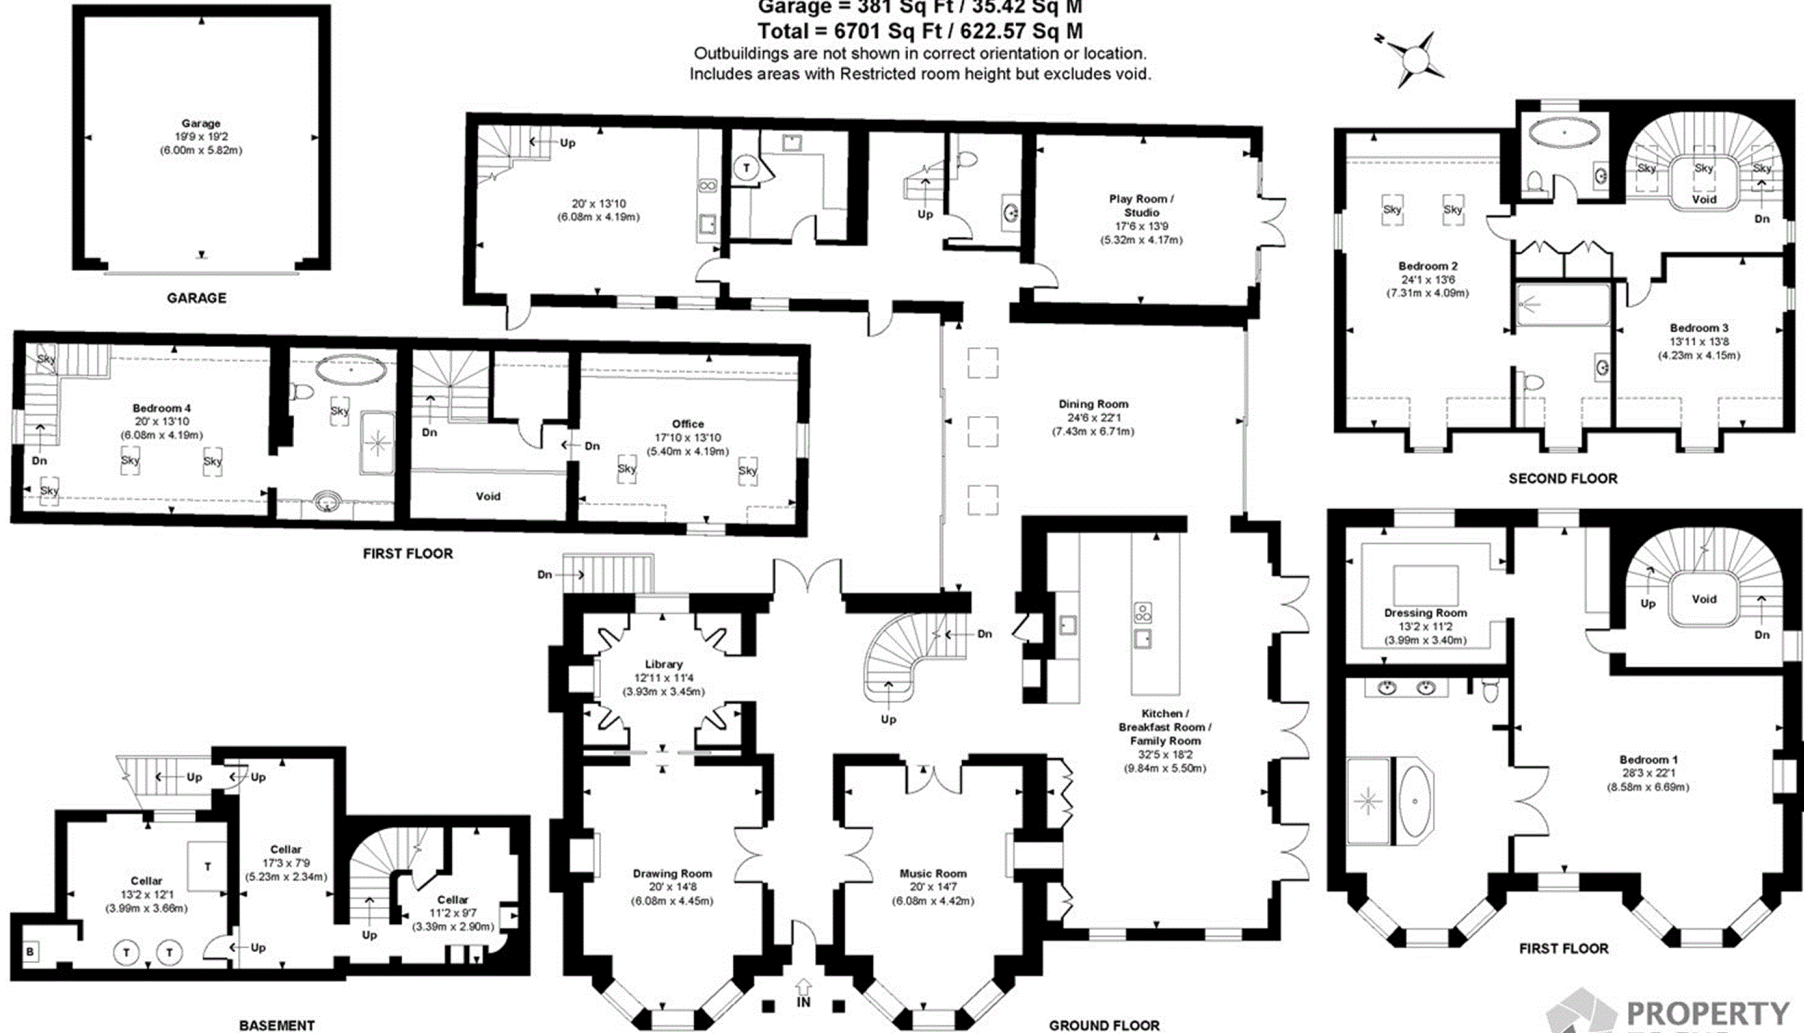 Garage = 381 Sq Ft / 35.42 Sq M
Total = 6701 Sq Ft / 622.57 Sq M
Outbuildings are not shown in correct orientation or location.
Includes areas with Restricted room height but excludes void.
N
Garage
19'9 x 19'2
(6.00m x 5.82m)
GARAGE
Up
20' x 13'10
(6.08m x 4.19m)
T
Up
Play Room /
Studio
17'6 x 13'9
(5.32m x 4.17m)
Dining Room
24'6 x 22'1
(7.43m x 6.71m)
Sky
Sky
Bedroom 2
24'1 x 13'6
(7.31m x 4.09m)
Sky
Sky
Sky
Void
Dn
Bedroom 3
13'11 x 13'8
(4.23m x 4.15m)
SECOND FLOOR
Sky
Bedroom 4
20' x 13'10
(6.08m x 4.19m)
Dn
Sky
Sky
Sky
Sky
Dn
Void
Dn
Office
17'10 x 13'10
(5.40m x 4.19m)
Sky
Sky
FIRST FLOOR
Dn
Library
12'11 x 11'4
(3.93m x 3.45m)
Dn
Up
Kitchen /
Breakfast Room /
Family Room
32'5 x 18'2
(9.84m x 5.50m)
Drawing Room
20' x 14'8
(6.08m x 4.45m)
Music Room
20' x 14'7
(6.08m x 4.42m)
IN
GROUND FLOOR
Dressing Room
13'2 x 11'2
(3.99m x 3.40m)
Up
Void
Dn
Bedroom 1
28'3 x 22'1
(8.58m x 6.69m)
FIRST FLOOR
Up
Up
Cellar
17'3 x 7'9
(5.23m x 2.34m)
T
Cellar
13'2 x 12'1
(3.99m x 3.66m)
B
T
T
Up
Up
Cellar
11'2 x 9'7
(3.39m x 2.90m)
BASEMENT
PROPERTY